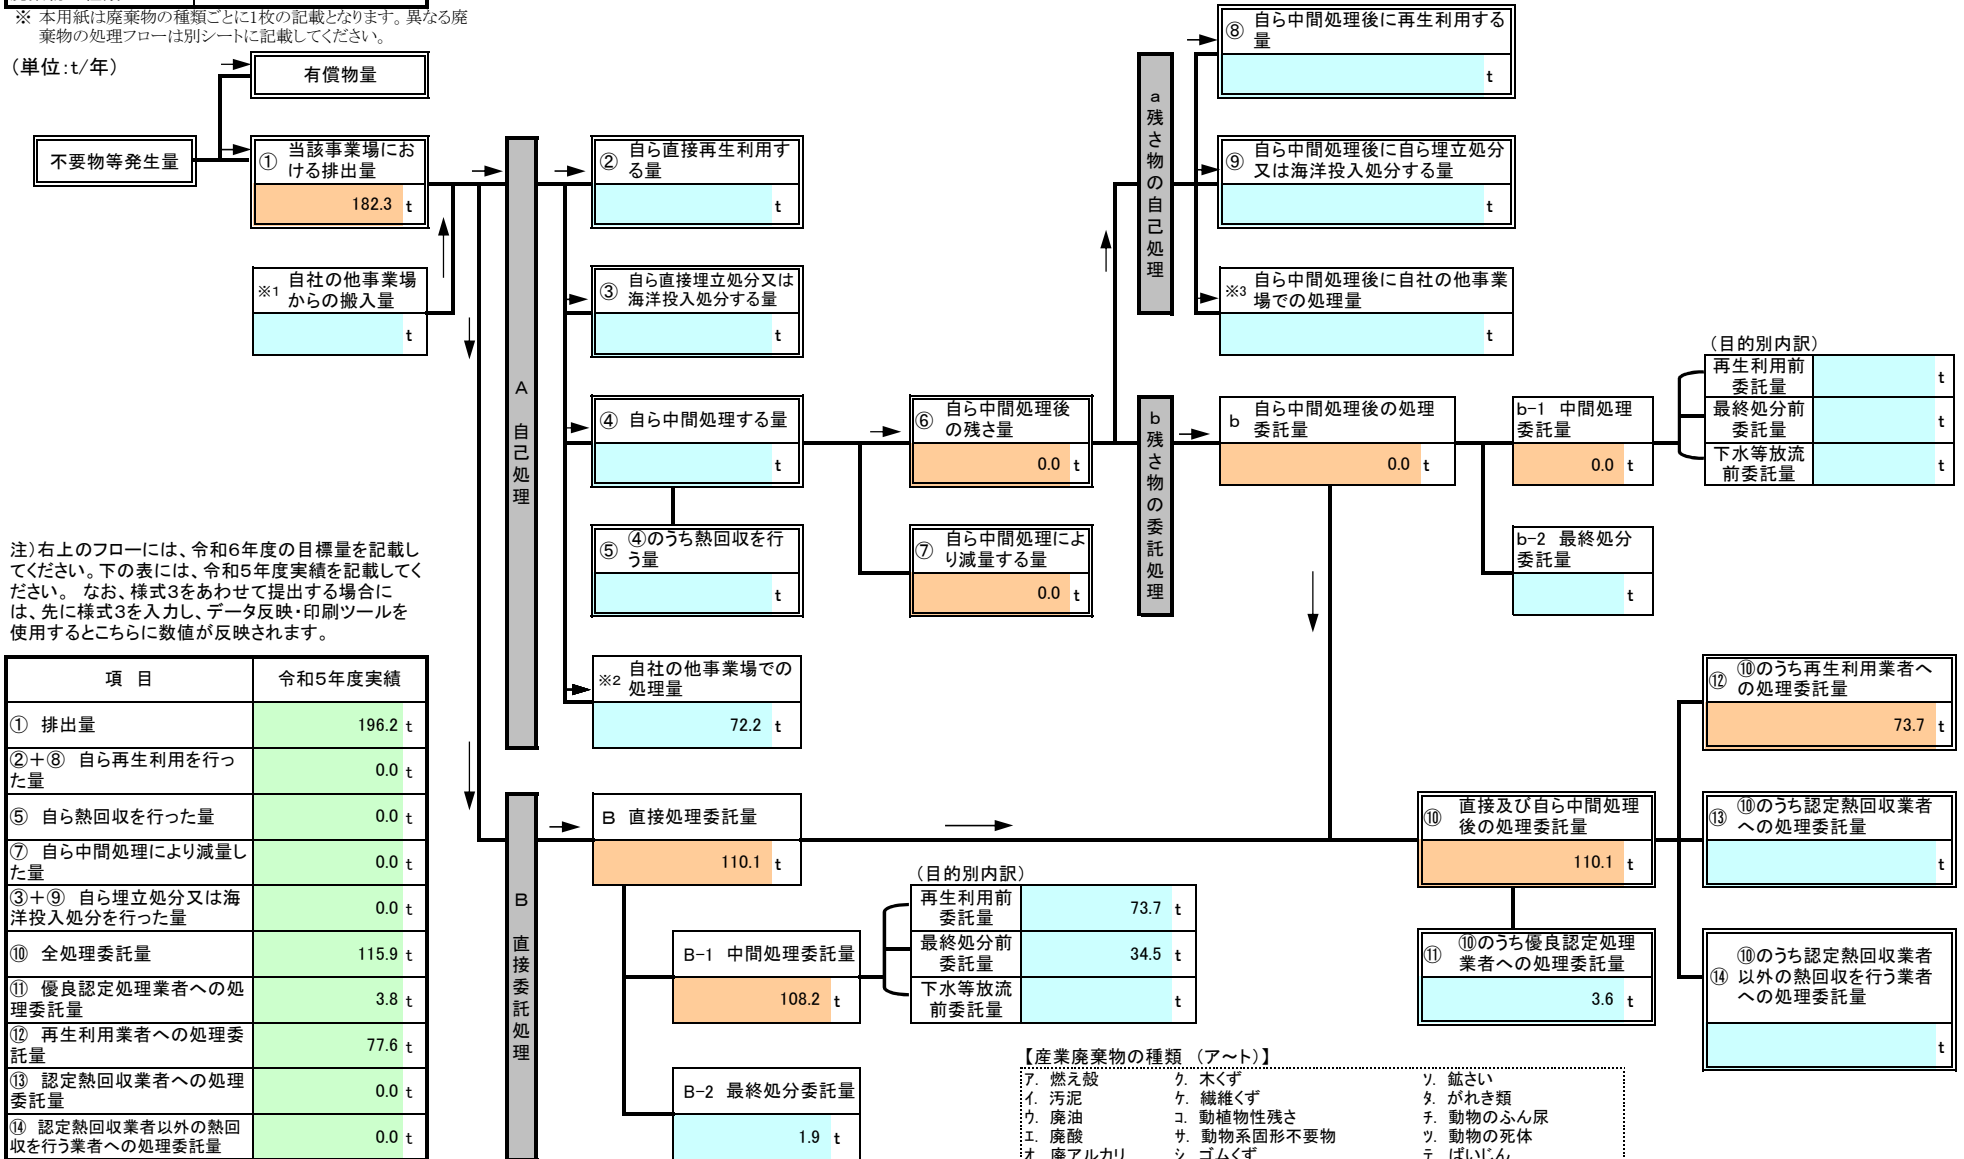 ※ 本用紙は廃棄物の種類ごとに1枚の記載となります。異なる廃
棄物の処理フローは別シートに記載してください。
(単位:t/年)
有償物量
不要物等発生量
① 当該事業場にお
ける排出量
182.3 t
※1 自社の他事業場
からの搬入量
t
A 自己処理
② 自ら直接再生利用す
る量
t
③ 自ら直接埋立処分又は
海洋投入処分する量
t
④ 自ら中間処理する量
t
⑤ ④のうち熱回収を行
う量
t
※2 自社の他事業場での
処理量
72.2 t
⑥ 自ら中間処理後
の残さ量
0.0 t
⑦ 自ら中間処理によ
り減量する量
0.0 t
a残さ物の自己処理
⑧ 自ら中間処理後に再生利用する
量
t
⑨ 自ら中間処理後に自ら埋立処分
又は海洋投入処分する量
t
※3 自ら中間処理後に自社の他事業
場での処理量
t
b残さ物の委託処理
b 自ら中間処理後の処理
委託量
0.0 t
b-1 中間処理
委託量
0.0 t
b-2 最終処分
委託量
t
(目的別内訳)
再生利用前
委託量
t
最終処分前
委託量
t
下水等放流
前委託量
t
注)右上のフローには、令和6年度の目標量を記載し
てください。下の表には、令和5年度実績を記載してく
ださい。 なお、様式3をあわせて提出する場合に
は、先に様式3を入力し、データ反映・印刷ツールを
使用するとこちらに数値が反映されます。
項 目 令和5年度実績
① 排出量 196.2 t
②+⑧ 自ら再生利用を行っ
た量 0.0 t
⑤ 自ら熱回収を行った量 0.0 t
⑦ 自ら中間処理により減量し
た量 0.0 t
③+⑨ 自ら埋立処分又は海
洋投入処分を行った量 0.0 t
⑩ 全処理委託量 115.9 t
⑪ 優良認定処理業者への処
理委託量 3.8 t
⑫ 再生利用業者への処理委
託量 77.6 t
⑬ 認定熱回収業者への処理
委託量 0.0 t
⑭ 認定熱回収業者以外の熱回
収を行う業者への処理委託量 0.0 t
B 直接委託処理
B 直接処理委託量
110.1 t
B-1 中間処理委託量
108.2 t
B-2 最終処分委託量
1.9 t
(目的別内訳)
再生利用前
委託量
73.7 t
最終処分前
委託量
34.5 t
下水等放流
前委託量
t
⑩ 直接及び自ら中間処理
後の処理委託量
110.1 t
⑪ ⑩のうち優良認定処理
業者への処理委託量
3.6 t
⑫ ⑩のうち再生利用業者へ
の処理委託量
73.7 t
⑬ ⑩のうち認定熱回収業者
への処理委託量
t
⑭ ⑩のうち認定熱回収業者
以外の熱回収を行う業者
への処理委託量
t
【産業廃棄物の種類 (ア~ト)】
ア. 燃え殻 ク. 木くず ソ. 鉱さい
イ. 汚泥 ケ. 繊維くず タ. がれき類
ウ. 廃油 コ. 動植物性残さ チ. 動物のふん尿
エ. 廃酸 サ. 動物系固形不要物 ツ. 動物の死体
オ. 廃アルカリ シ. ゴムくず テ. ばいじん